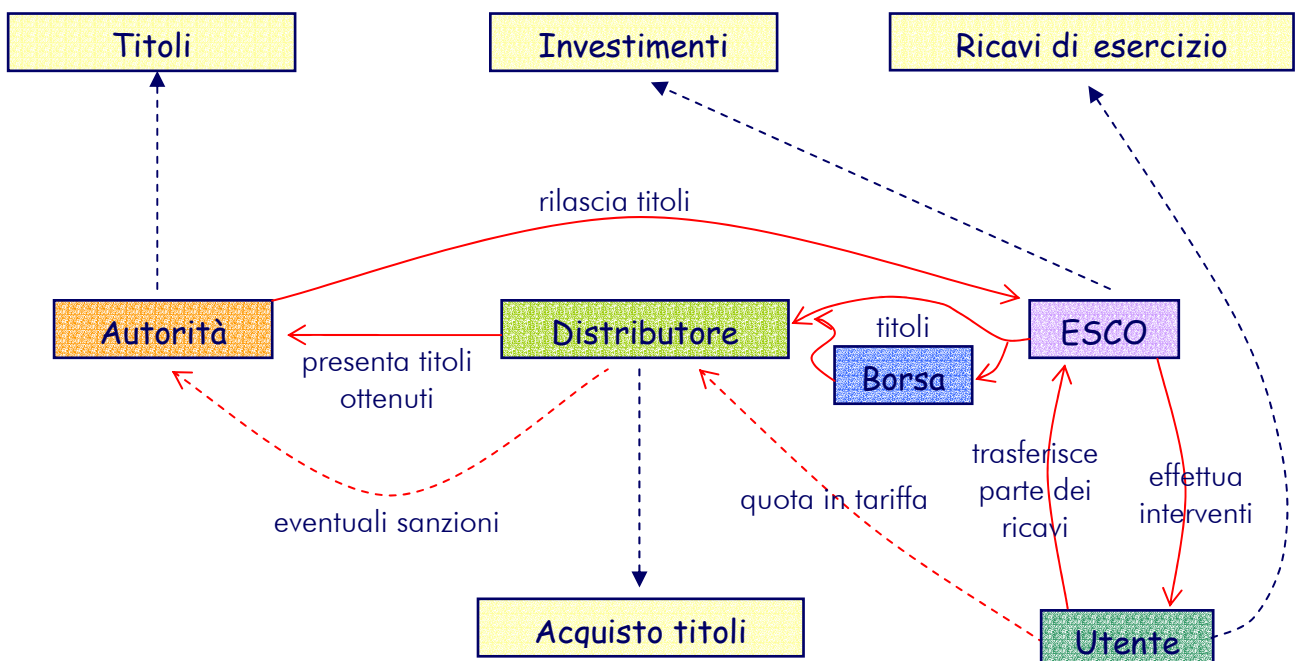 Titoli
Investimenti
Ricavi di esercizio
rilascia titoli
Autorità
Distributore
titoli
ESCO
presenta titoli
ottenuti
Borsa
trasferisce
parte dei
ricavi
effettua
interventi
quota in tariffa
eventuali sanzioni
Acquisto titoli
Utente